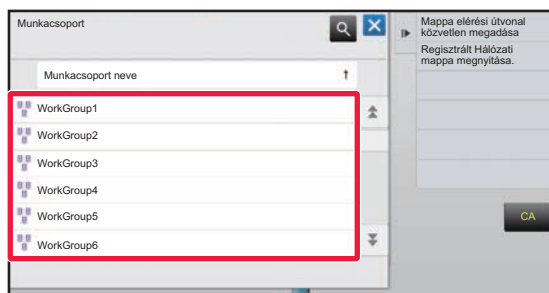 Munkacsoport
Munkacsoport neve
WorkGroup1
WorkGroup2
WorkGroup3
WorkGroup4
WorkGroup5
WorkGroup6
Mappa elérési útvonal
közvetlen megadása
Regisztrált Hálózati
mappa megnyitása.
CA